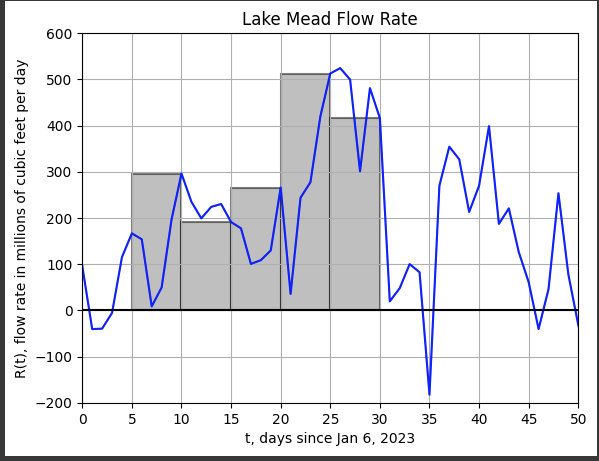 Lake Mead Flow Rate
600
500
400
300
200
100
0
−100
−200
R(t), flow rate in millions of cubic feet per day
0 5 10 15 20 25 30 35 40 45 50
t, days since Jan 6, 2023